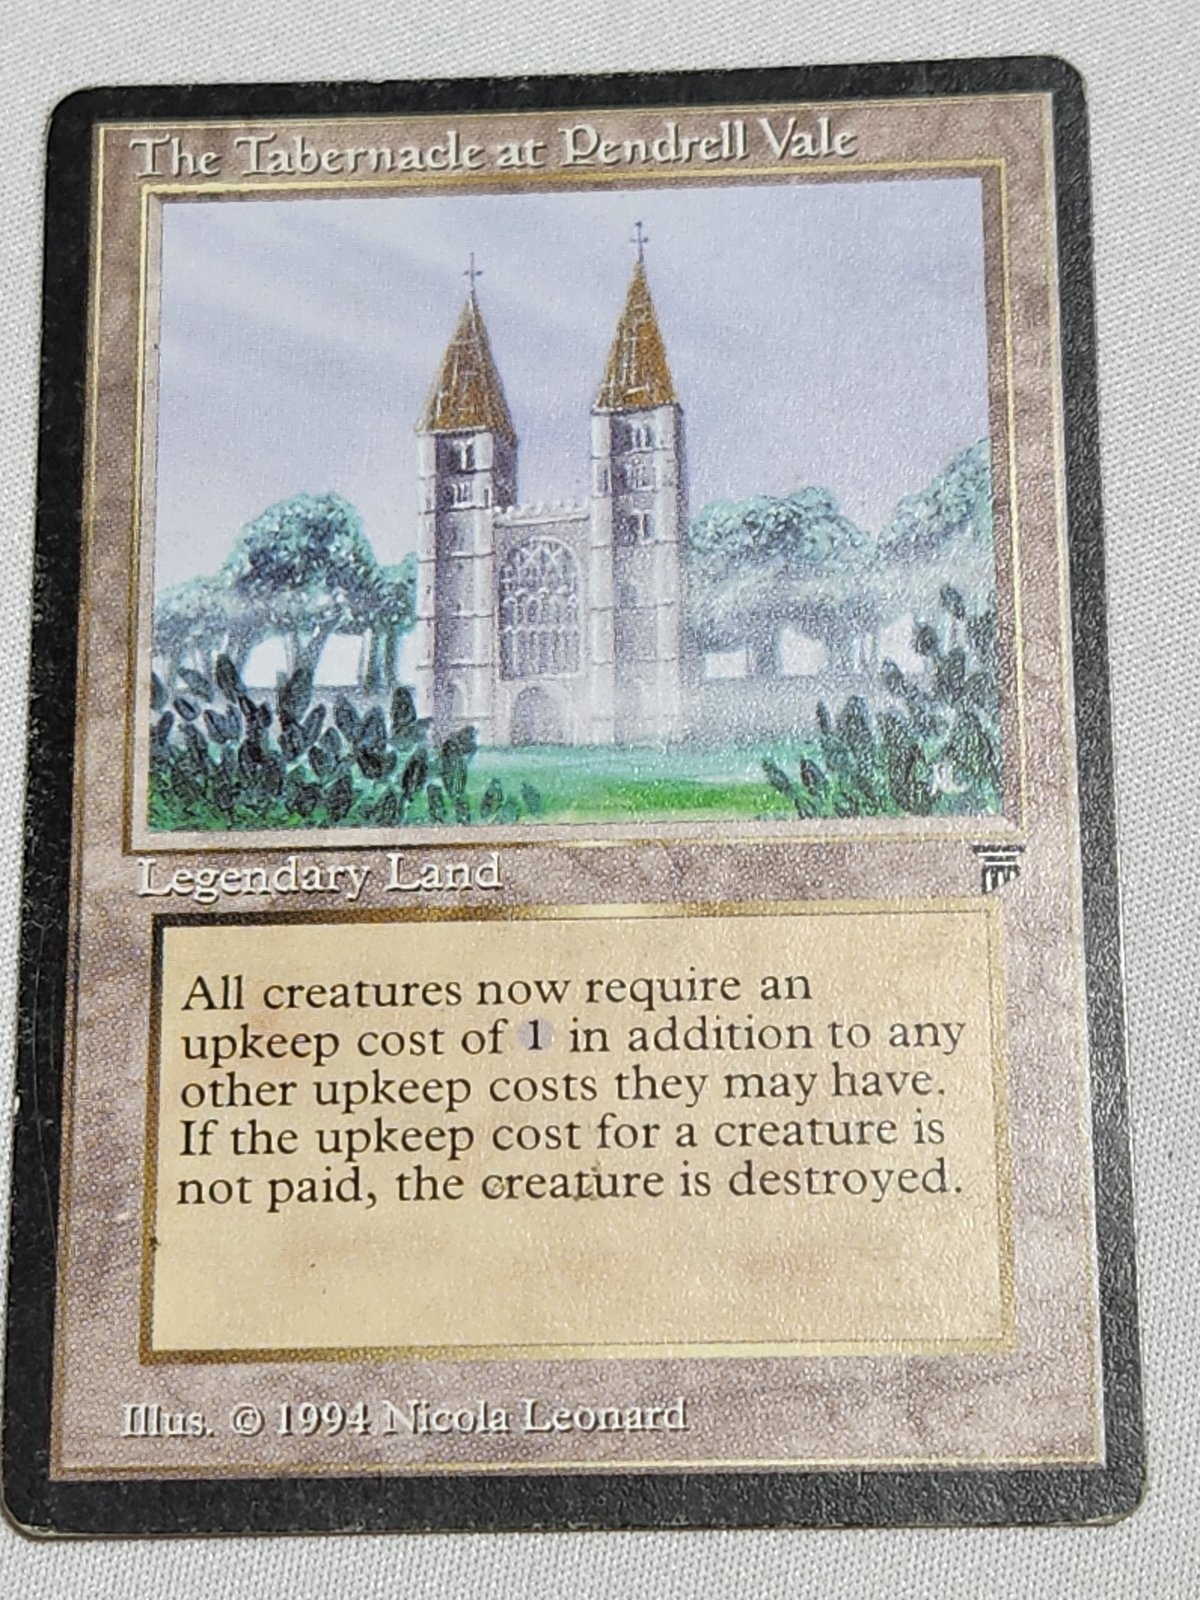 The Tabernacle at Pendrell Vale
Legendary Land
All creatures now require an
upkeep cost of 1 in addition to any
other upkeep costs they may have.
If the upkeep cost for a creature is
not paid, the creature is destroyed.
Illus. © 1994 Nicola Leonard